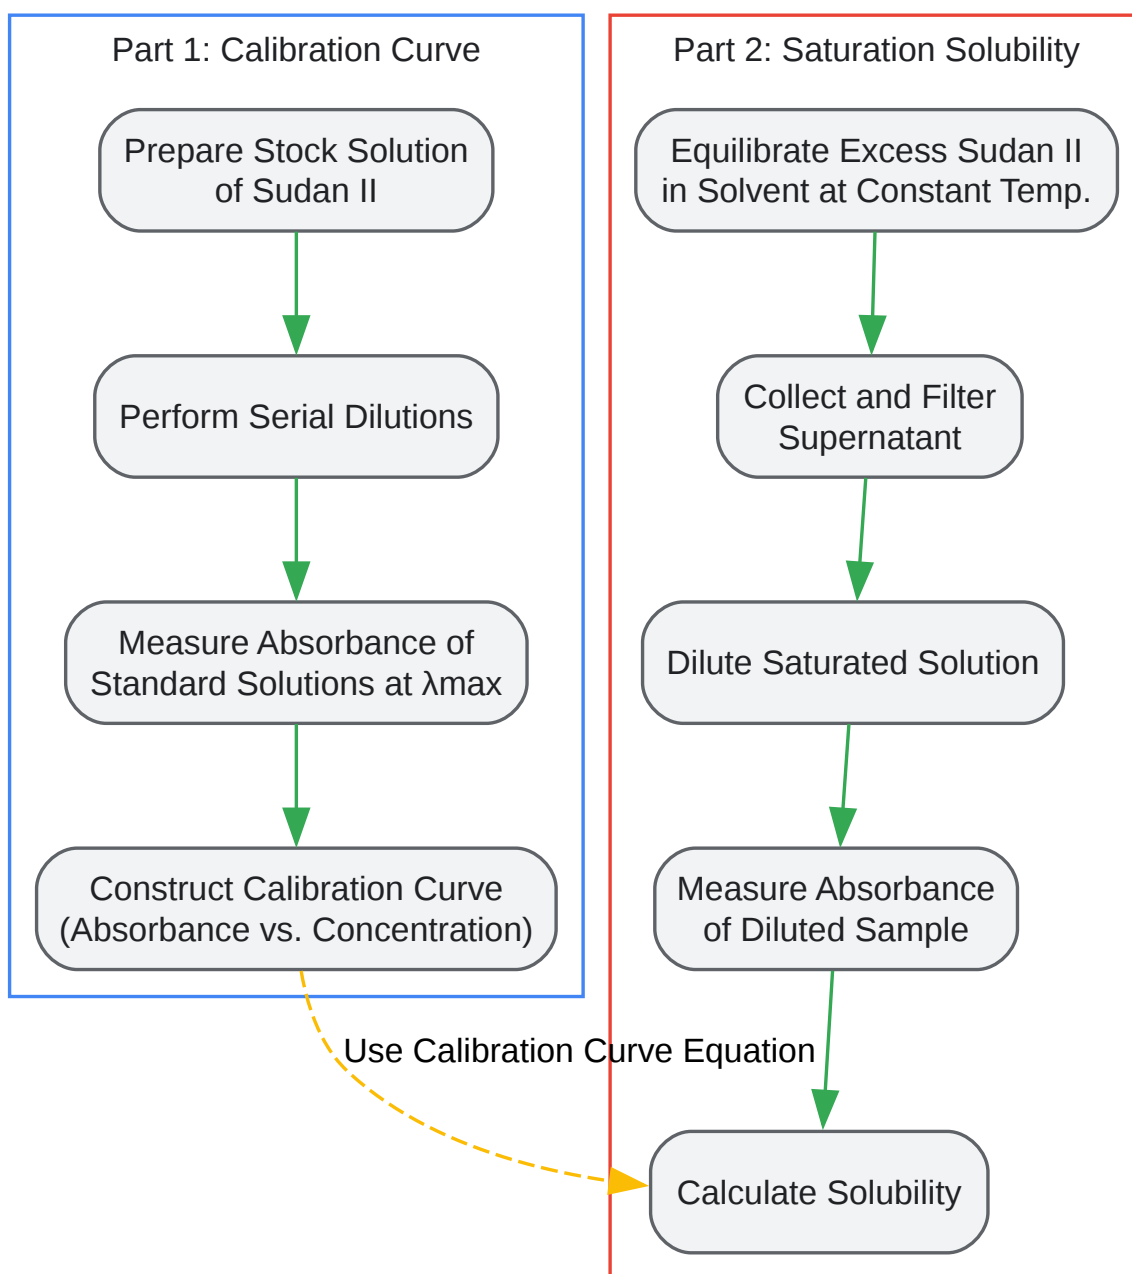 Part 1: Calibration Curve
Prepare Stock Solution
of Sudan II
Perform Serial Dilutions
Measure Absorbance of
Standard Solutions at λmax
Construct Calibration Curve
(Absorbance vs. Concentration)
Use Calibration Curve Equation
Part 2: Saturation Solubility
Equilibrate Excess Sudan II
in Solvent at Constant Temp.
Collect and Filter
Supernatant
Dilute Saturated Solution
Measure Absorbance
of Diluted Sample
Calculate Solubility